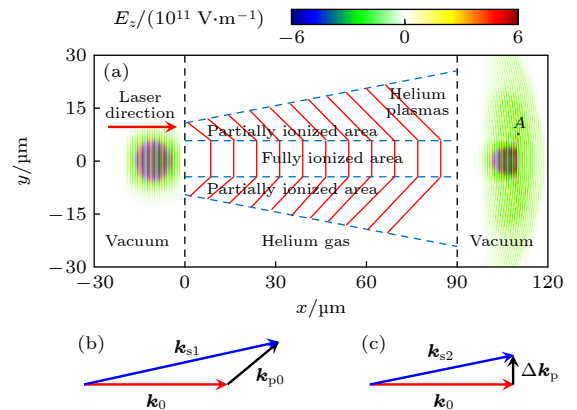 E_z/(10^11 V·m^−1)
−6 0 6
(a)
Laser
direction
Helium
plasmas
A
Partially ionized area
Fully ionized area
Partially ionized area
Vacuum
Helium gas
Vacuum
y/μm
30
15
0
−15
−30
−30 0 30 60 90 120
x/μm
(b)
k_s1
k_p0
k_0
(c)
k_s2
Δk_p
k_0